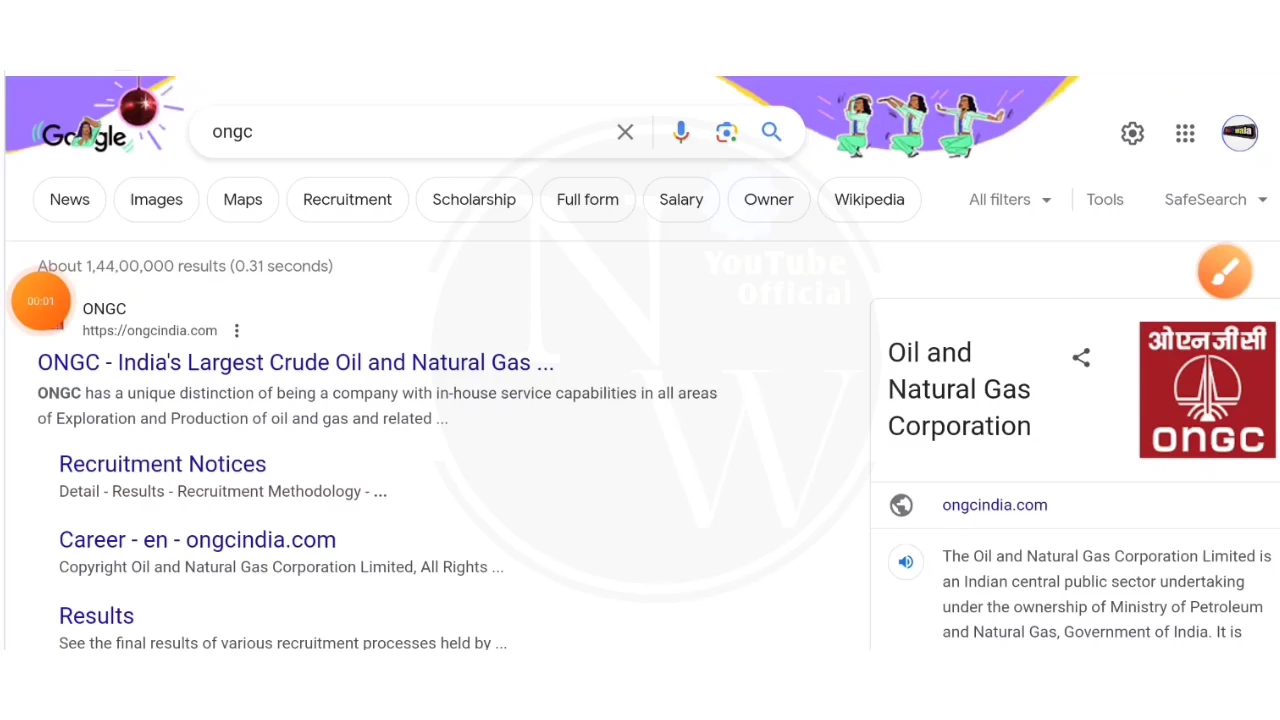 Google
ongc
News
Images
Maps
Recruitment
Scholarship
Full form
Salary
Owner
Wikipedia
All filters
Tools
SafeSearch
About 1,44,00,000 results (0.31 seconds)
00:01
ONGC
https://ongcindia.com
ONGC - India's Largest Crude Oil and Natural Gas ...
ONGC has a unique distinction of being a company with in-house service capabilities in all areas
of Exploration and Production of oil and gas and related ...
Recruitment Notices
Detail - Results - Recruitment Methodology - ...
Career - en - ongcindia.com
Copyright Oil and Natural Gas Corporation Limited, All Rights ...
Results
See the final results of various recruitment processes held by ...
YouTube
Official
N
W
Oil and
Natural Gas
Corporation
ओएनजीसी
ONGC
ongcindia.com
The Oil and Natural Gas Corporation Limited is
an Indian central public sector undertaking
under the ownership of Ministry of Petroleum
and Natural Gas, Government of India. It is